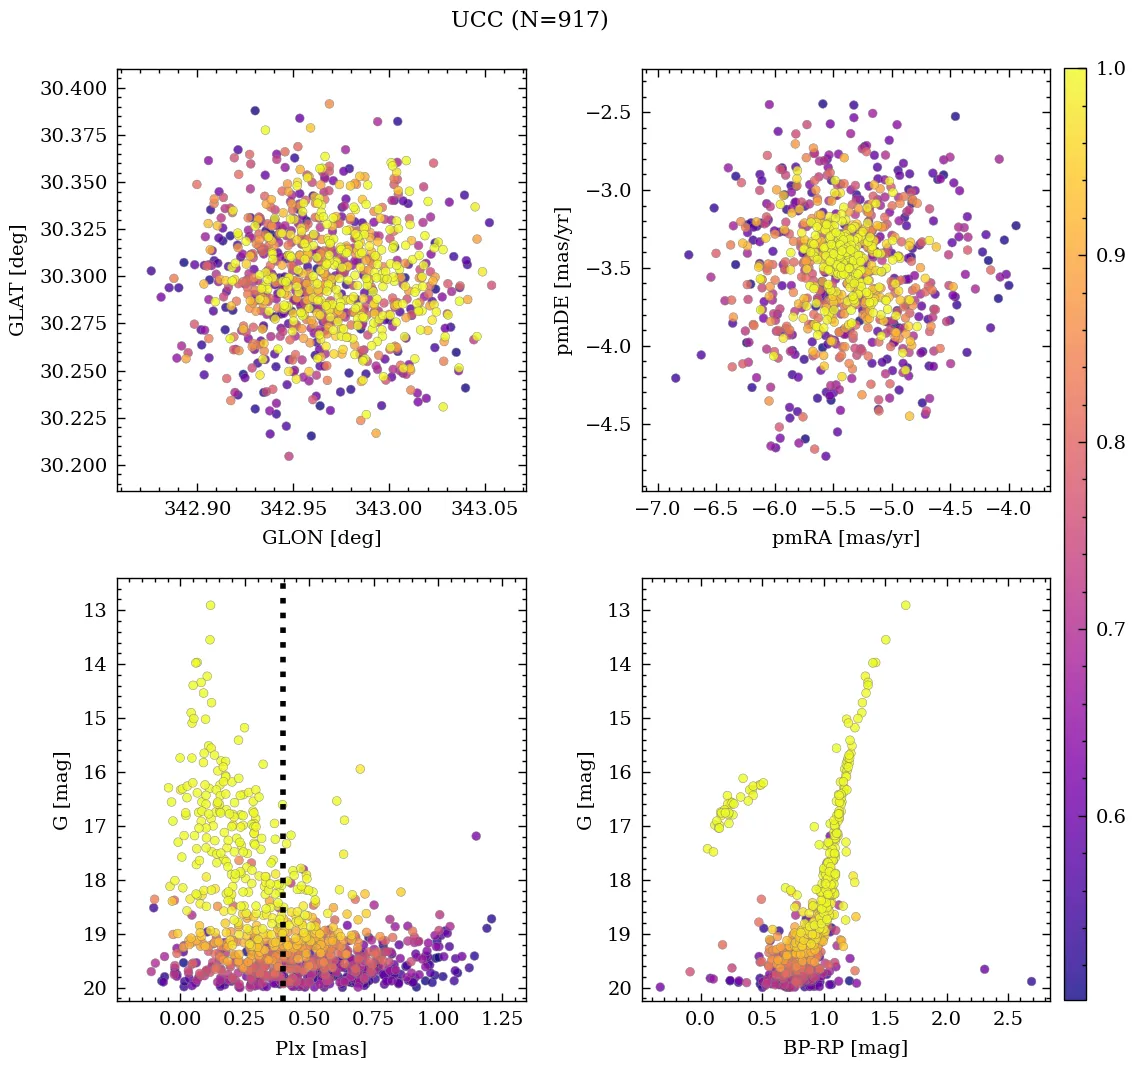 UCC (N=917)
30.400
30.375
30.350
30.325
30.300
30.275
30.250
30.225
30.200
GLAT [deg]
342.90 342.95 343.00 343.05
GLON [deg]
−2.5
−3.0
−3.5
−4.0
−4.5
pmDE [mas/yr]
−7.0 −6.5 −6.0 −5.5 −5.0 −4.5 −4.0
pmRA [mas/yr]
1.0
0.9
0.8
0.7
0.6
13
14
15
16
17
18
19
20
G [mag]
0.00 0.25 0.50 0.75 1.00 1.25
Plx [mas]
13
14
15
16
17
18
19
20
G [mag]
0.0 0.5 1.0 1.5 2.0 2.5
BP-RP [mag]